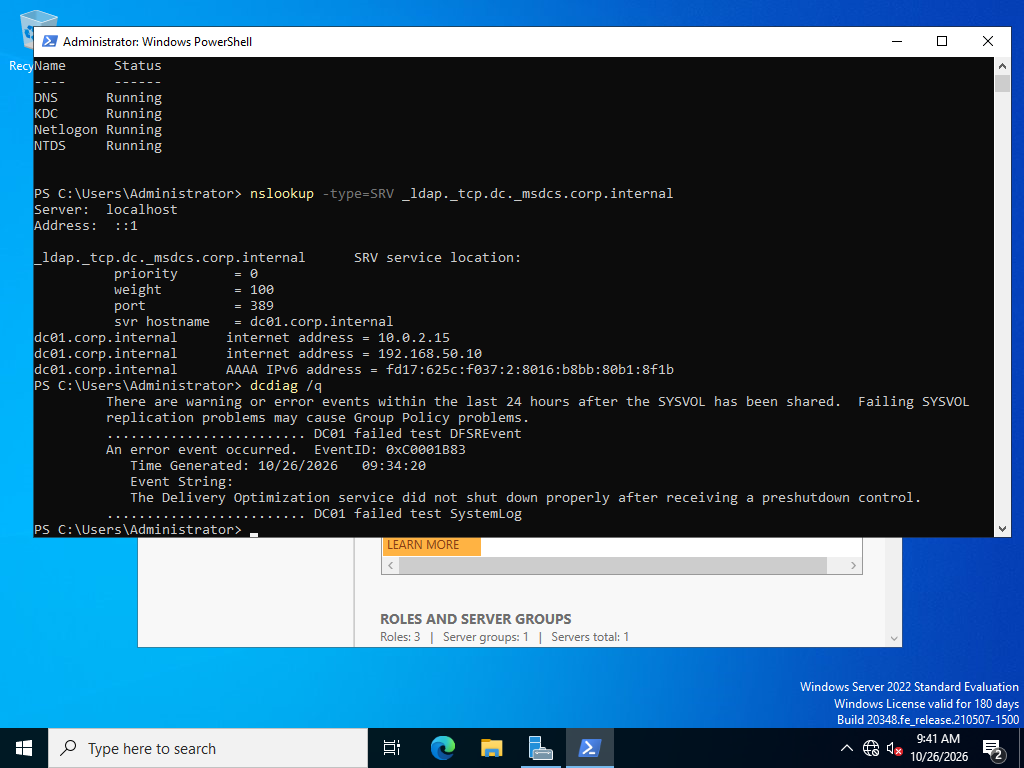 Administrator: Windows PowerShell
Recy
Name      Status
----      ------
DNS      Running
KDC      Running
Netlogon Running
NTDS     Running
PS C:\Users\Administrator> nslookup -type=SRV _ldap._tcp.dc._msdcs.corp.internal
Server:  localhost
Address:  ::1
_ldap._tcp.dc._msdcs.corp.internal      SRV service location:
          priority       = 0
          weight         = 100
          port           = 389
          svr hostname   = dc01.corp.internal
dc01.corp.internal      internet address = 10.0.2.15
dc01.corp.internal      internet address = 192.168.50.10
dc01.corp.internal      AAAA IPv6 address = fd17:625c:f037:2:8016:b8bb:80b1:8f1b
PS C:\Users\Administrator> dcdiag /q
         There are warning or error events within the last 24 hours after the SYSVOL has been shared.  Failing SYSVOL
         replication problems may cause Group Policy problems.
         ......................... DC01 failed test DFSREvent
         An error event occurred.  EventID: 0xC0001B83
            Time Generated: 10/26/2026   09:34:20
            Event String:
            The Delivery Optimization service did not shut down properly after receiving a preshutdown control.
         ......................... DC01 failed test SystemLog
PS C:\Users\Administrator>
LEARN MORE
ROLES AND SERVER GROUPS
Roles: 3   |   Server groups: 1   |   Servers total: 1
Windows Server 2022 Standard Evaluation
Windows License valid for 180 days
Build 20348.fe_release.210507-1500
Type here to search
9:41 AM
10/26/2026
2